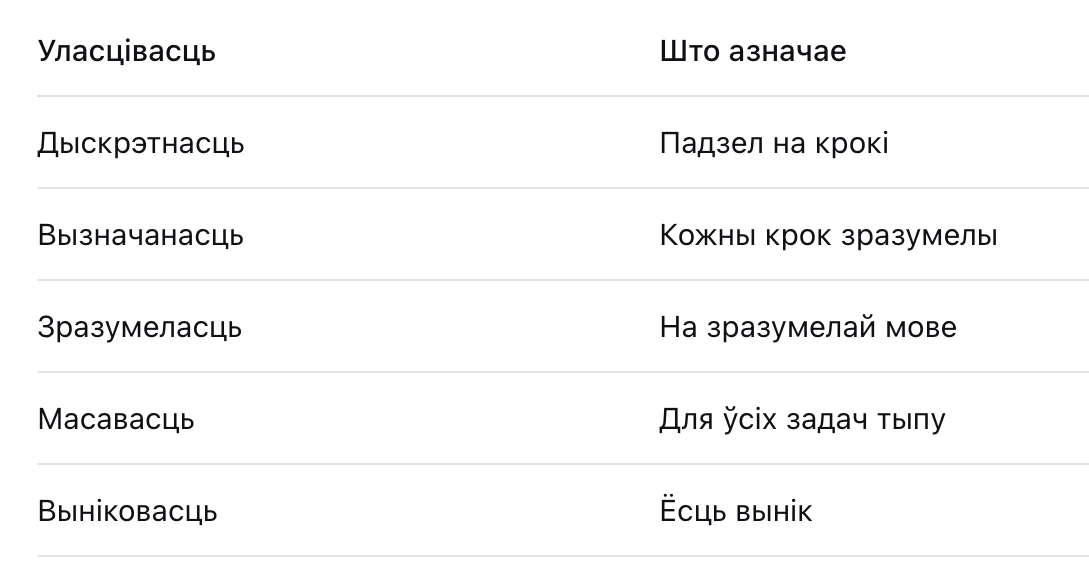 Уласцівасць Што азначае
Дыскрэтнасць Падзел на крокі
Вызначанасць Кожны крок зразумелы
Зразумеласць На зразумелай мове
Масавасць Для ўсіх задач тыпу
Выніковасць Ёсць вынік